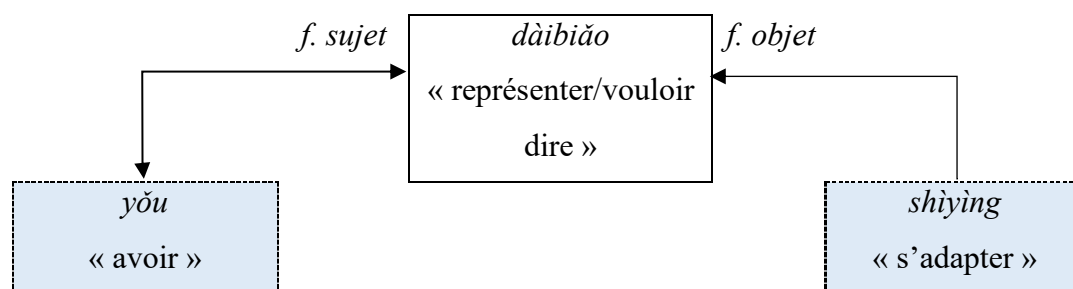 f. sujet
dàibiǎo
f. objet
« représenter/vouloir
dire »
yǒu
« avoir »
shìyìng
« s’adapter »